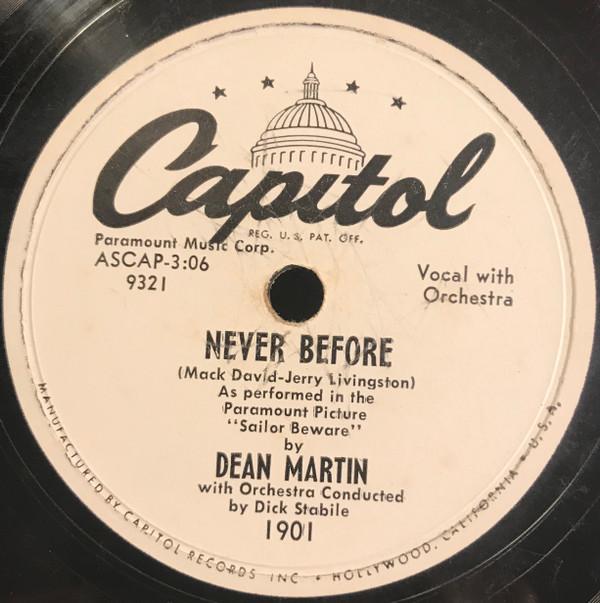 Capitol
REG. U. S. PAT. OFF.
Paramount Music Corp.
ASCAP-3:06
9321
Vocal with
Orchestra
NEVER BEFORE
(Mack David-Jerry Livingston)
As performed in the
Paramount Picture
"Sailor Beware"
by
DEAN MARTIN
with Orchestra Conducted
by Dick Stabile
1901
MANUFACTURED BY CAPITOL RECORDS INC • HOLLYWOOD, CALIFORNIA • U. S. A.